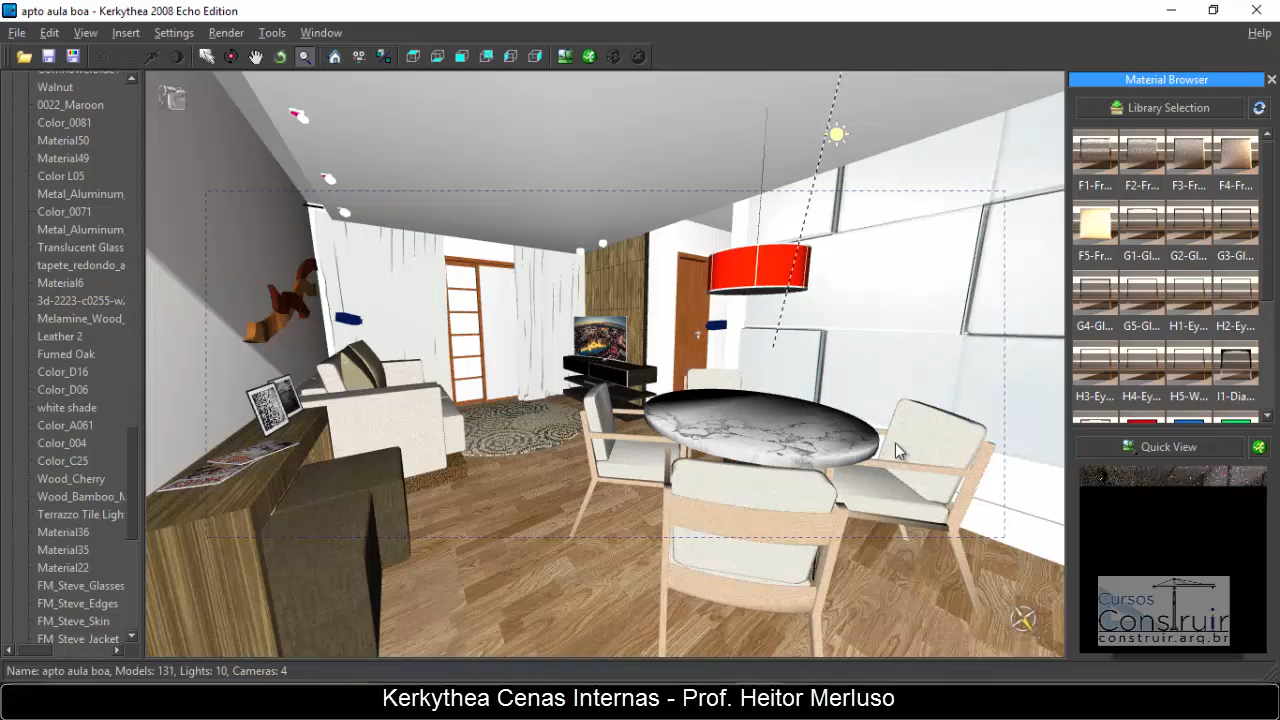 apto aula boa - Kerkythea 2008 Echo Edition
File Edit View Insert Settings Render Tools Window Help
Walnut
0022_Maroon
Color_0081
Material50
Material49
Color L05
Metal_Aluminum_
Color_0071
Metal_Aluminum_
Translucent Glass
tapete_redondo_a
Material6
3d-2223-c0255-w
Melamine_Wood_
Leather 2
Fumed Oak
Color_D16
Color_D06
white shade
Color_A061
Color_004
Color_C25
Wood_Cherry
Wood_Bamboo_M
Terrazzo Tile Ligh
Material36
Material35
Material22
FM_Steve_Glasses
FM_Steve_Edges
FM_Steve_Skin
FM_Steve_Jacket
Material Browser
Library Selection
F1-Fr... F2-Fr... F3-Fr... F4-Fr...
F5-Fr... G1-Gl... G2-Gl... G3-Gl...
G4-Gl... G5-Gl... H1-Ey... H2-Ey...
H3-Ey... H4-Ey... H5-W... I1-Dia...
Quick View
Cursos
Construir
construir.arq.br
Name: apto aula boa, Models: 131, Lights: 10, Cameras: 4
Kerkythea Cenas Internas - Prof. Heitor Merluso